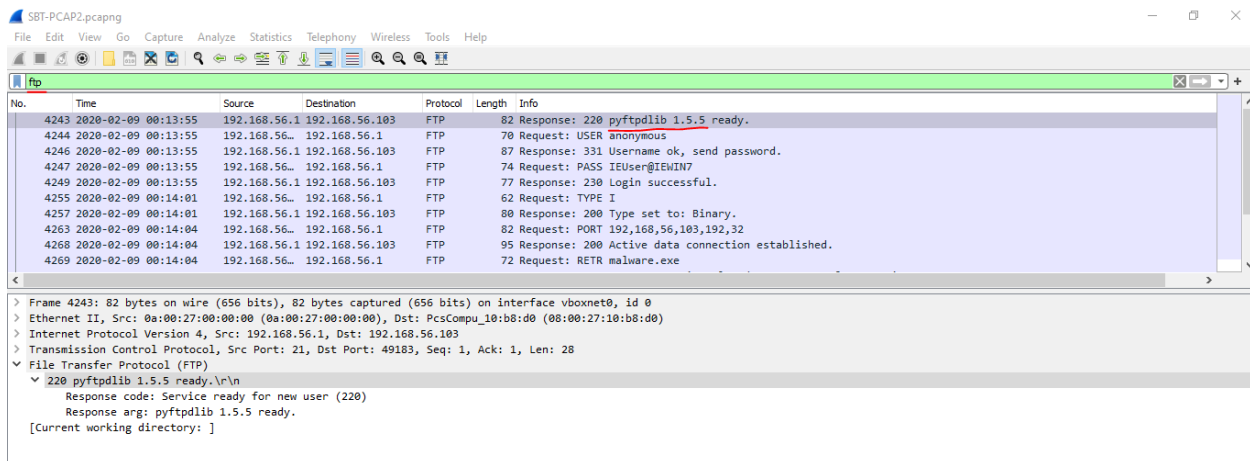 SBT-PCAP2.pcapng
File Edit View Go Capture Analyze Statistics Telephony Wireless Tools Help
ftp
No. Time Source Destination Protocol Length Info
4243 2020-02-09 00:13:55 192.168.56.1 192.168.56.103 FTP 82 Response: 220 pyftpdlib 1.5.5 ready.
4244 2020-02-09 00:13:55 192.168.56… 192.168.56.1 FTP 70 Request: USER anonymous
4246 2020-02-09 00:13:55 192.168.56.1 192.168.56.103 FTP 87 Response: 331 Username ok, send password.
4247 2020-02-09 00:13:55 192.168.56… 192.168.56.1 FTP 74 Request: PASS IEUser@IEWIN7
4249 2020-02-09 00:13:55 192.168.56.1 192.168.56.103 FTP 77 Response: 230 Login successful.
4255 2020-02-09 00:14:01 192.168.56… 192.168.56.1 FTP 62 Request: TYPE I
4257 2020-02-09 00:14:01 192.168.56.1 192.168.56.103 FTP 80 Response: 200 Type set to: Binary.
4263 2020-02-09 00:14:04 192.168.56… 192.168.56.1 FTP 82 Request: PORT 192,168,56,103,192,32
4268 2020-02-09 00:14:04 192.168.56.1 192.168.56.103 FTP 95 Response: 200 Active data connection established.
4269 2020-02-09 00:14:04 192.168.56… 192.168.56.1 FTP 72 Request: RETR malware.exe
Frame 4243: 82 bytes on wire (656 bits), 82 bytes captured (656 bits) on interface vboxnet0, id 0
Ethernet II, Src: 0a:00:27:00:00:00 (0a:00:27:00:00:00), Dst: PcsCompu_10:b8:d0 (08:00:27:10:b8:d0)
Internet Protocol Version 4, Src: 192.168.56.1, Dst: 192.168.56.103
Transmission Control Protocol, Src Port: 21, Dst Port: 49183, Seq: 1, Ack: 1, Len: 28
File Transfer Protocol (FTP)
220 pyftpdlib 1.5.5 ready.\r\n
Response code: Service ready for new user (220)
Response arg: pyftpdlib 1.5.5 ready.
[Current working directory: ]